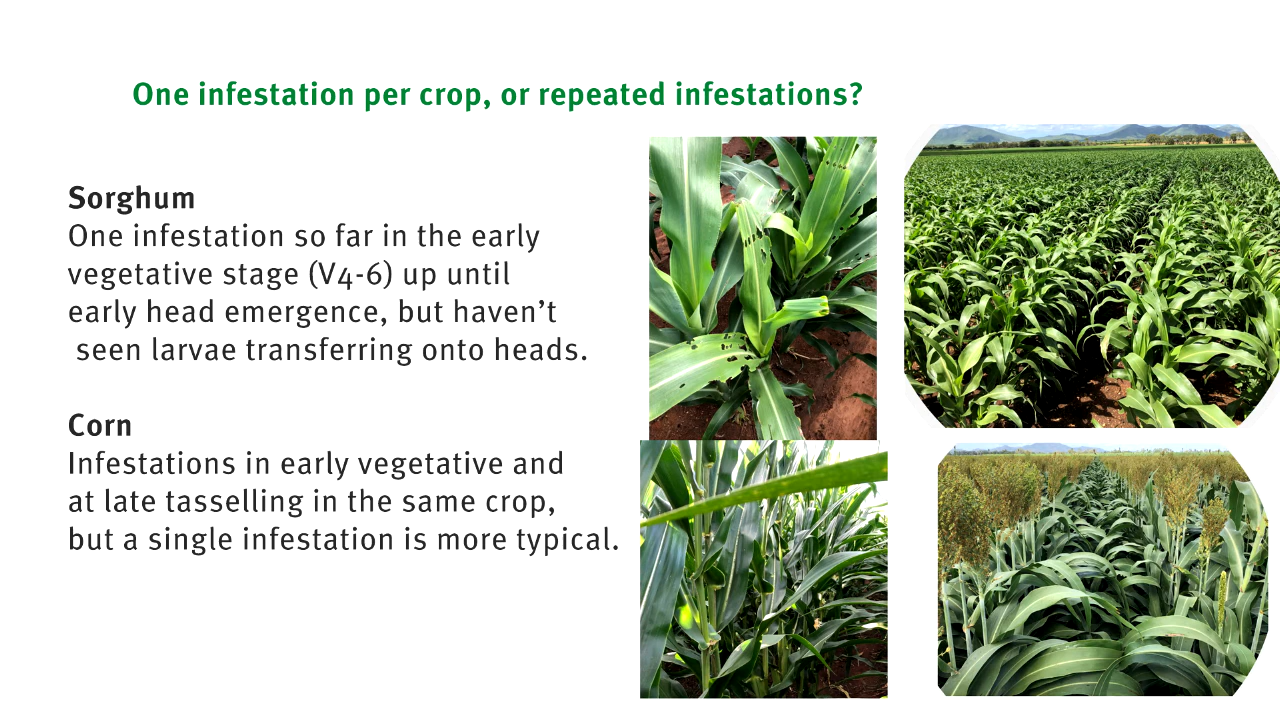 One infestation per crop, or repeated infestations?
Sorghum
One infestation so far in the early
vegetative stage (V4-6) up until
early head emergence, but haven’t
seen larvae transferring onto heads.
Corn
Infestations in early vegetative and
at late tasselling in the same crop,
but a single infestation is more typical.